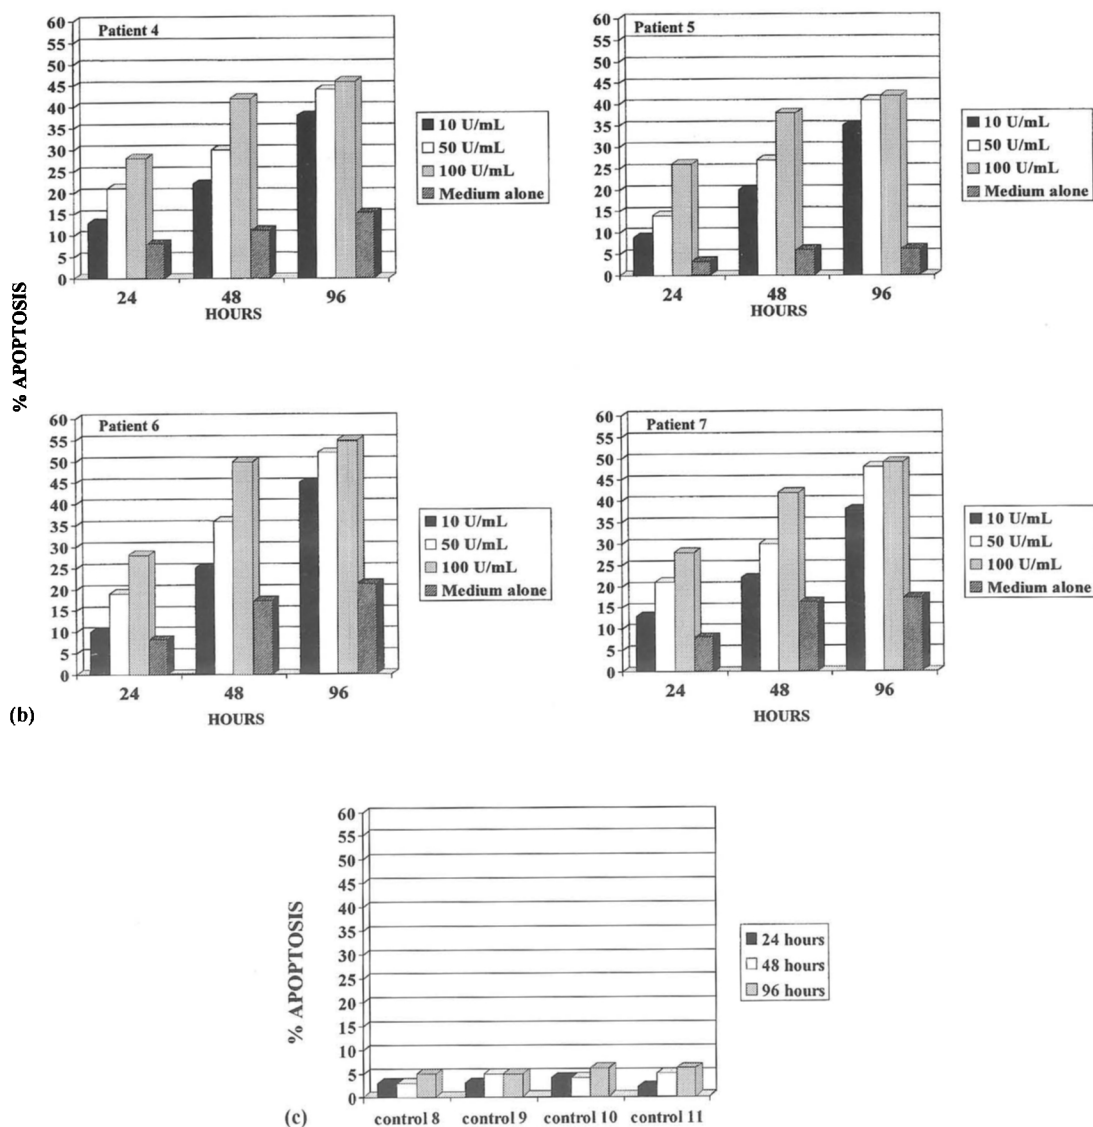 Patient 4
60
55
50
45
40
35
30
25
20
15
10
5
0
24 48 96
HOURS
10 U/mL
50 U/mL
100 U/mL
Medium alone
Patient 5
60
55
50
45
40
35
30
25
20
15
10
5
0
24 48 96
HOURS
10 U/mL
50 U/mL
100 U/mL
Medium alone
% APOPTOSIS
Patient 6
60
55
50
45
40
35
30
25
20
15
10
5
0
24 48 96
HOURS
10 U/mL
50 U/mL
100 U/mL
Medium alone
Patient 7
60
55
50
45
40
35
30
25
20
15
10
5
0
24 48 96
HOURS
10 U/mL
50 U/mL
100 U/mL
Medium alone
(b)
% APOPTOSIS
60
55
50
45
40
35
30
25
20
15
10
5
0
control 8 control 9 control 10 control 11
24 hours
48 hours
96 hours
(c)